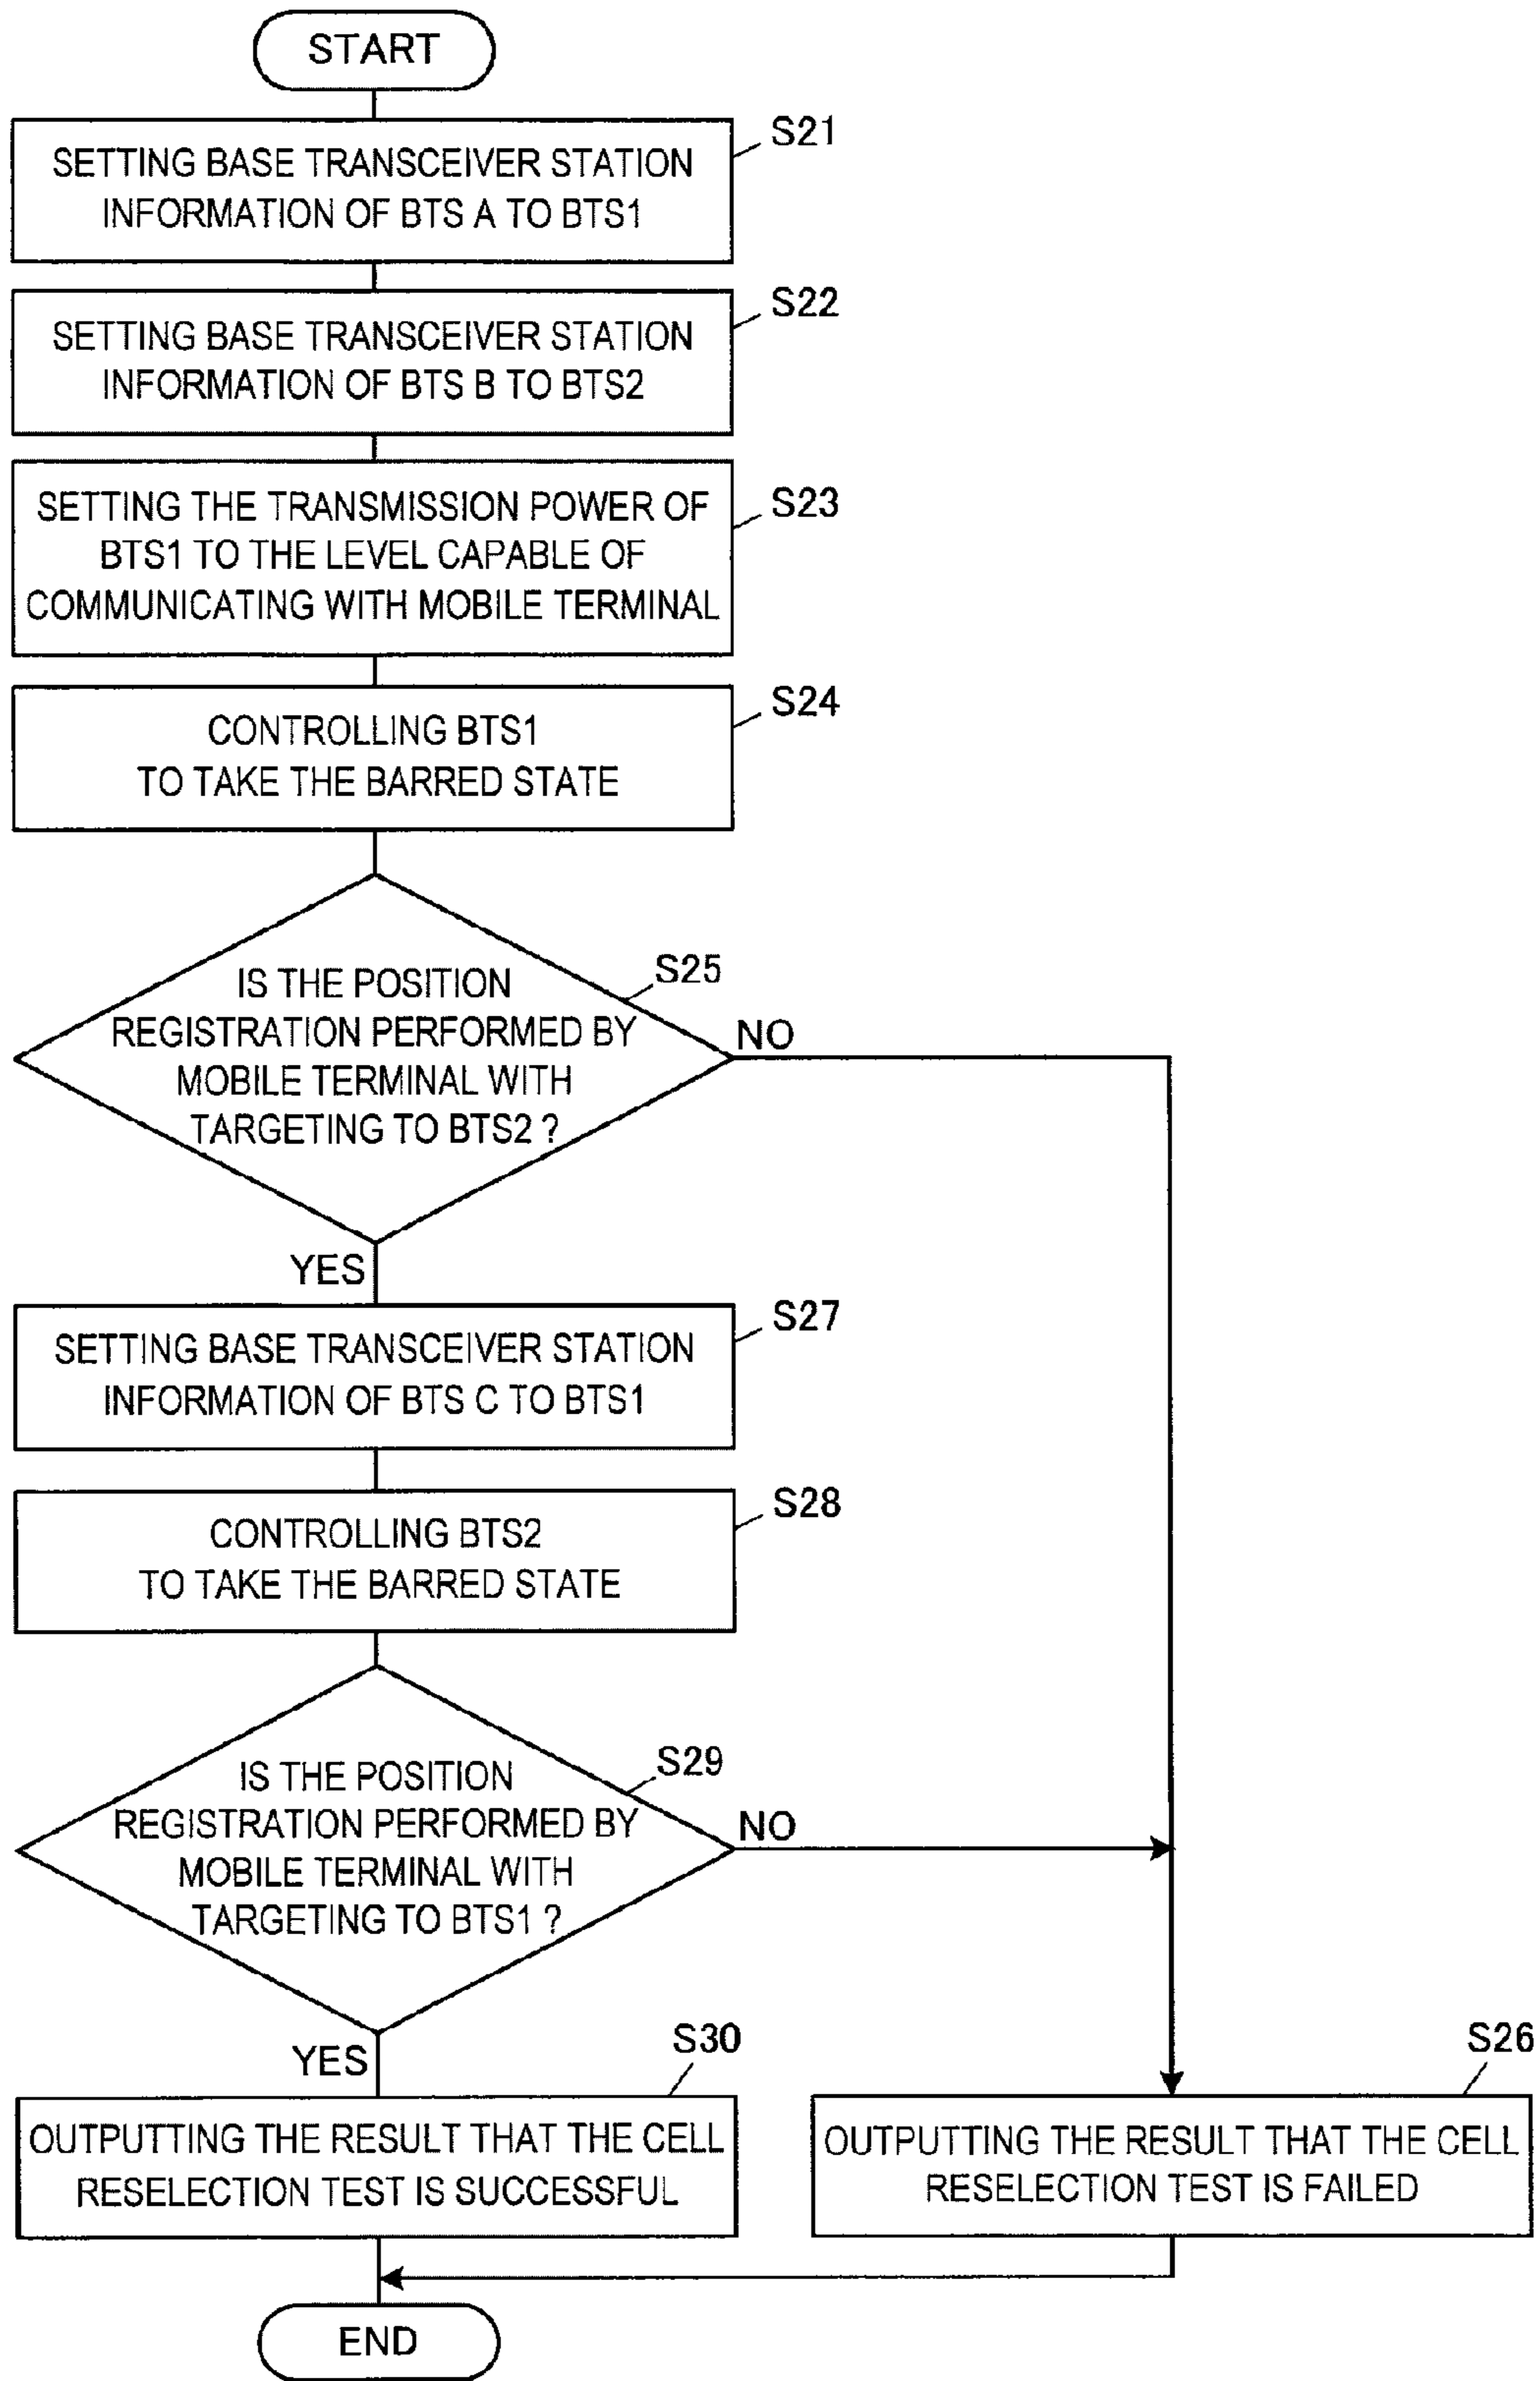 START
S21
SETTING BASE TRANSCEIVER STATION
INFORMATION OF BTS A TO BTS1
S22
SETTING BASE TRANSCEIVER STATION
INFORMATION OF BTS B TO BTS2
S23
SETTING THE TRANSMISSION POWER OF
BTS1 TO THE LEVEL CAPABLE OF
COMMUNICATING WITH MOBILE TERMINAL
S24
CONTROLLING BTS1
TO TAKE THE BARRED STATE
S25
IS THE POSITION
REGISTRATION PERFORMED BY
MOBILE TERMINAL WITH
TARGETING TO BTS2 ?
NO
YES
S27
SETTING BASE TRANSCEIVER STATION
INFORMATION OF BTS C TO BTS1
S28
CONTROLLING BTS2
TO TAKE THE BARRED STATE
S29
IS THE POSITION
REGISTRATION PERFORMED BY
MOBILE TERMINAL WITH
TARGETING TO BTS1 ?
NO
YES
S30
OUTPUTTING THE RESULT THAT THE CELL
RESELECTION TEST IS SUCCESSFUL
S26
OUTPUTTING THE RESULT THAT THE CELL
RESELECTION TEST IS FAILED
END